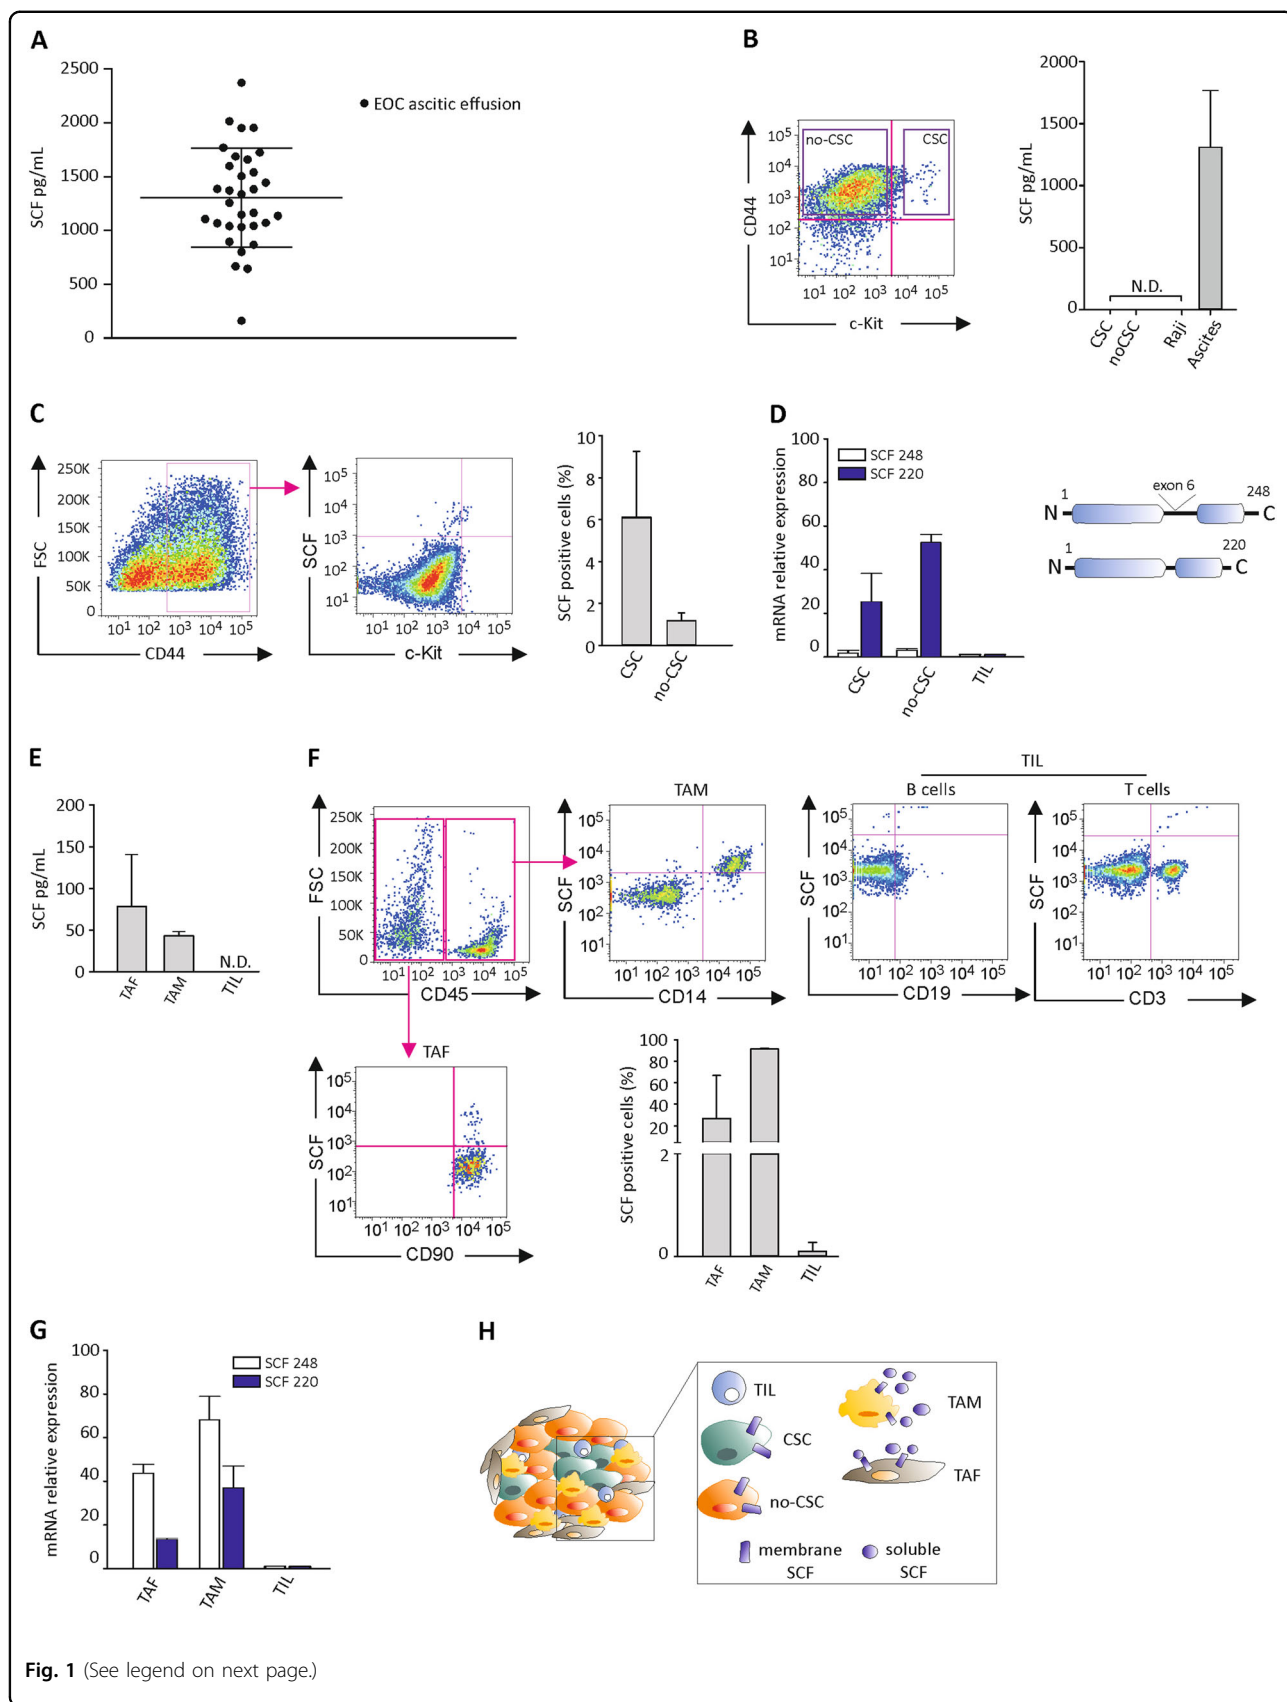 A
2500
2000
1500
1000
500
0
SCF pg/mL
EOC ascitic effusion
B
10⁵
10⁴
10³
10²
10¹
CD44
no-CSC
CSC
10¹ 10² 10³ 10⁴ 10⁵
c-Kit
2000
1500
1000
500
0
SCF pg/mL
N.D.
CSC
noCSC
Raji
Ascites
C
250K
200K
150K
100K
50K
0
FSC
10¹ 10² 10³ 10⁴ 10⁵
CD44
10⁵
10⁴
10³
10²
10¹
SCF
10¹ 10² 10³ 10⁴ 10⁵
c-Kit
10
8
6
4
2
0
SCF positive cells (%)
CSC
no-CSC
D
100
80
60
40
20
0
mRNA relative expression
SCF 248
SCF 220
CSC
no-CSC
TIL
1
exon 6
248
N
C
1
220
N
C
E
200
150
100
50
0
SCF pg/mL
N.D.
TAF
TAM
TIL
F
250K
200K
150K
100K
50K
0
FSC
10¹ 10² 10³ 10⁴ 10⁵
CD45
TAM
10⁵
10⁴
10³
10²
10¹
SCF
10¹ 10² 10³ 10⁴ 10⁵
CD14
TIL
B cells
10⁵
10⁴
10³
10²
10¹
SCF
10¹ 10² 10³ 10⁴ 10⁵
CD19
T cells
10⁵
10⁴
10³
10²
10¹
SCF
10¹ 10² 10³ 10⁴ 10⁵
CD3
TAF
10⁵
10⁴
10³
10²
10¹
SCF
10¹ 10² 10³ 10⁴ 10⁵
CD90
100
80
60
40
20
2
0
SCF positive cells (%)
TAF
TAM
TIL
G
100
80
60
40
20
0
mRNA relative expression
SCF 248
SCF 220
TAF
TAM
TIL
H
TIL
CSC
no-CSC
TAM
TAF
membrane
SCF
soluble
SCF
Fig. 1 (See legend on next page.)